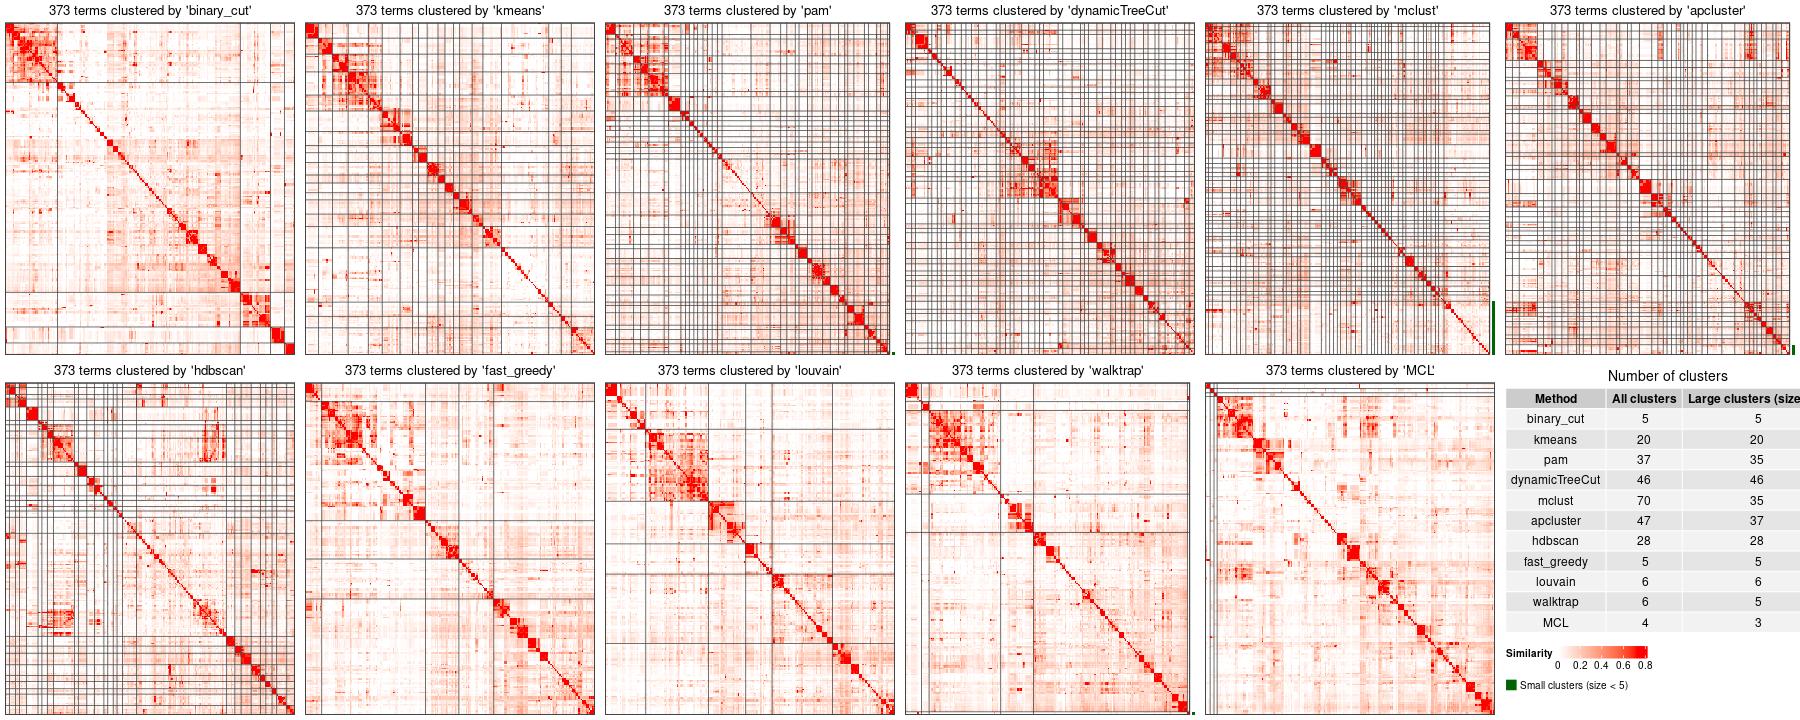 373 terms clustered by 'binary_cut'
373 terms clustered by 'kmeans'
373 terms clustered by 'pam'
373 terms clustered by 'dynamicTreeCut'
373 terms clustered by 'mclust'
373 terms clustered by 'apcluster'
373 terms clustered by 'hdbscan'
373 terms clustered by 'fast_greedy'
373 terms clustered by 'louvain'
373 terms clustered by 'walktrap'
373 terms clustered by 'MCL'
Number of clusters
Method All clusters Large clusters (size
binary_cut 5 5
kmeans 20 20
pam 37 35
dynamicTreeCut 46 46
mclust 70 35
apcluster 47 37
hdbscan 28 28
fast_greedy 5 5
louvain 6 6
walktrap 6 5
MCL 4 3
Similarity
0 0.2 0.4 0.6 0.8
Small clusters (size < 5)